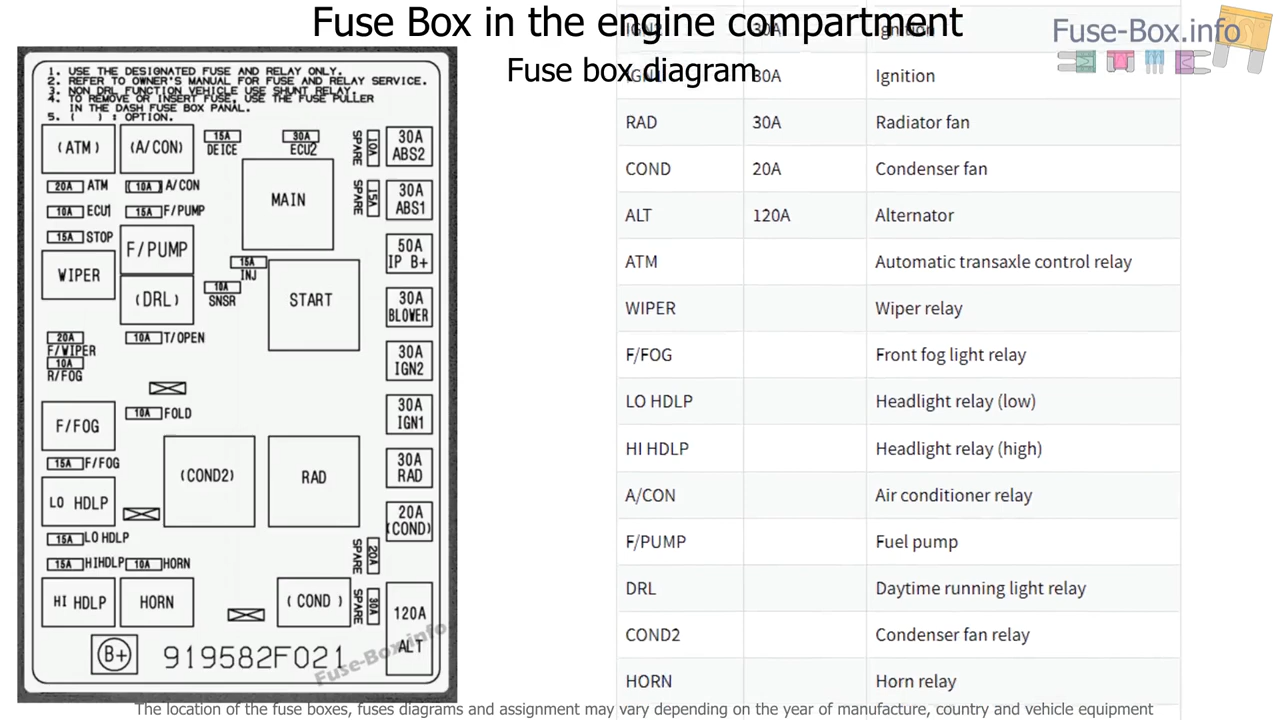 Fuse Box in the engine compartment
Fuse box diagram
Fuse-Box.info
1. USE THE DESIGNATED FUSE AND RELAY ONLY.
2. REFER TO OWNER'S MANUAL FOR FUSE AND RELAY SERVICE.
3. NON DRL FUNCTION VEHICLE USE SHUNT RELAY.
4. TO REMOVE OR INSERT FUSE, USE THE FUSE PULLER
IN THE DASH FUSE BOX PANAL.
5. ( ) : OPTION.
(ATM)
(A/CON)
15A
DEICE
30A
ECU2
SPARE 10A
30A
ABS2
20A ATM
10A A/CON
MAIN
SPARE 15A
30A
ABS1
10A ECU1
15A F/PUMP
15A STOP
F/PUMP
50A
IP B+
WIPER
15A
INJ
(DRL)
10A
SNSR
START
30A
BLOWER
20A
F/WIPER
10A T/OPEN
10A
R/FOG
30A
IGN2
F/FOG
10A FOLD
30A
IGN1
15A F/FOG
(COND2)
RAD
30A
RAD
LO HDLP
20A
(COND)
15A LO HDLP
15A HIHDLP
10A HORN
SPARE 20A
HI HDLP
HORN
( COND )
SPARE 30A
120A
ALT
B+
919582F021
Fuse-Box.info
IGN2 30A Ignition
IGN1 30A Ignition
RAD 30A Radiator fan
COND 20A Condenser fan
ALT 120A Alternator
ATM Automatic transaxle control relay
WIPER Wiper relay
F/FOG Front fog light relay
LO HDLP Headlight relay (low)
HI HDLP Headlight relay (high)
A/CON Air conditioner relay
F/PUMP Fuel pump
DRL Daytime running light relay
COND2 Condenser fan relay
HORN Horn relay
The location of the fuse boxes, fuses diagrams and assignment may vary depending on the year of manufacture, country and vehicle equipment